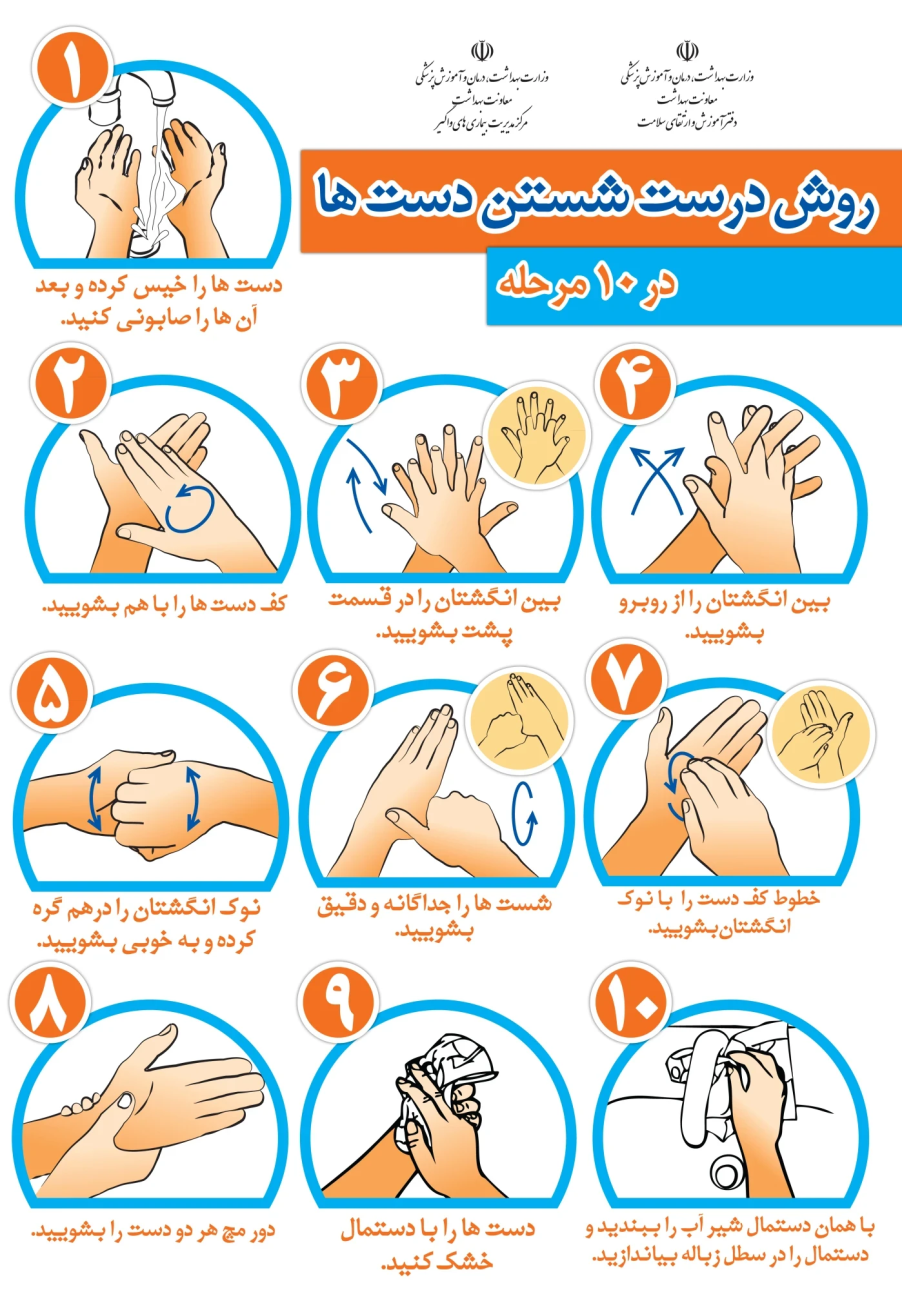 وزارت بهداشت، درمان و آموزش پزشکی
معاونت بهداشت
دفتر آموزش و ارتقای سلامت
وزارت بهداشت، درمان و آموزش پزشکی
معاونت بهداشت
مرکز مدیریت بیماری های واگیر
روش درست شستن دست ها
در ۱۰ مرحله
۱
دست ها را خیس کرده و بعد
آن ها را صابونی کنید.
۲
کف دست ها را با هم بشویید.
۳
بین انگشتان را در قسمت
پشت بشویید.
۴
بین انگشتان را از روبرو
بشویید.
۵
نوک انگشتان را درهم گره
کرده و به خوبی بشویید.
۶
شست ها را جداگانه و دقیق
بشویید.
۷
خطوط کف دست را با نوک
انگشتان بشویید.
۸
دور مچ هر دو دست را بشویید.
۹
دست ها را با دستمال
خشک کنید.
۱۰
با همان دستمال شیر آب را ببندید و
دستمال را در سطل زباله بیاندازید.